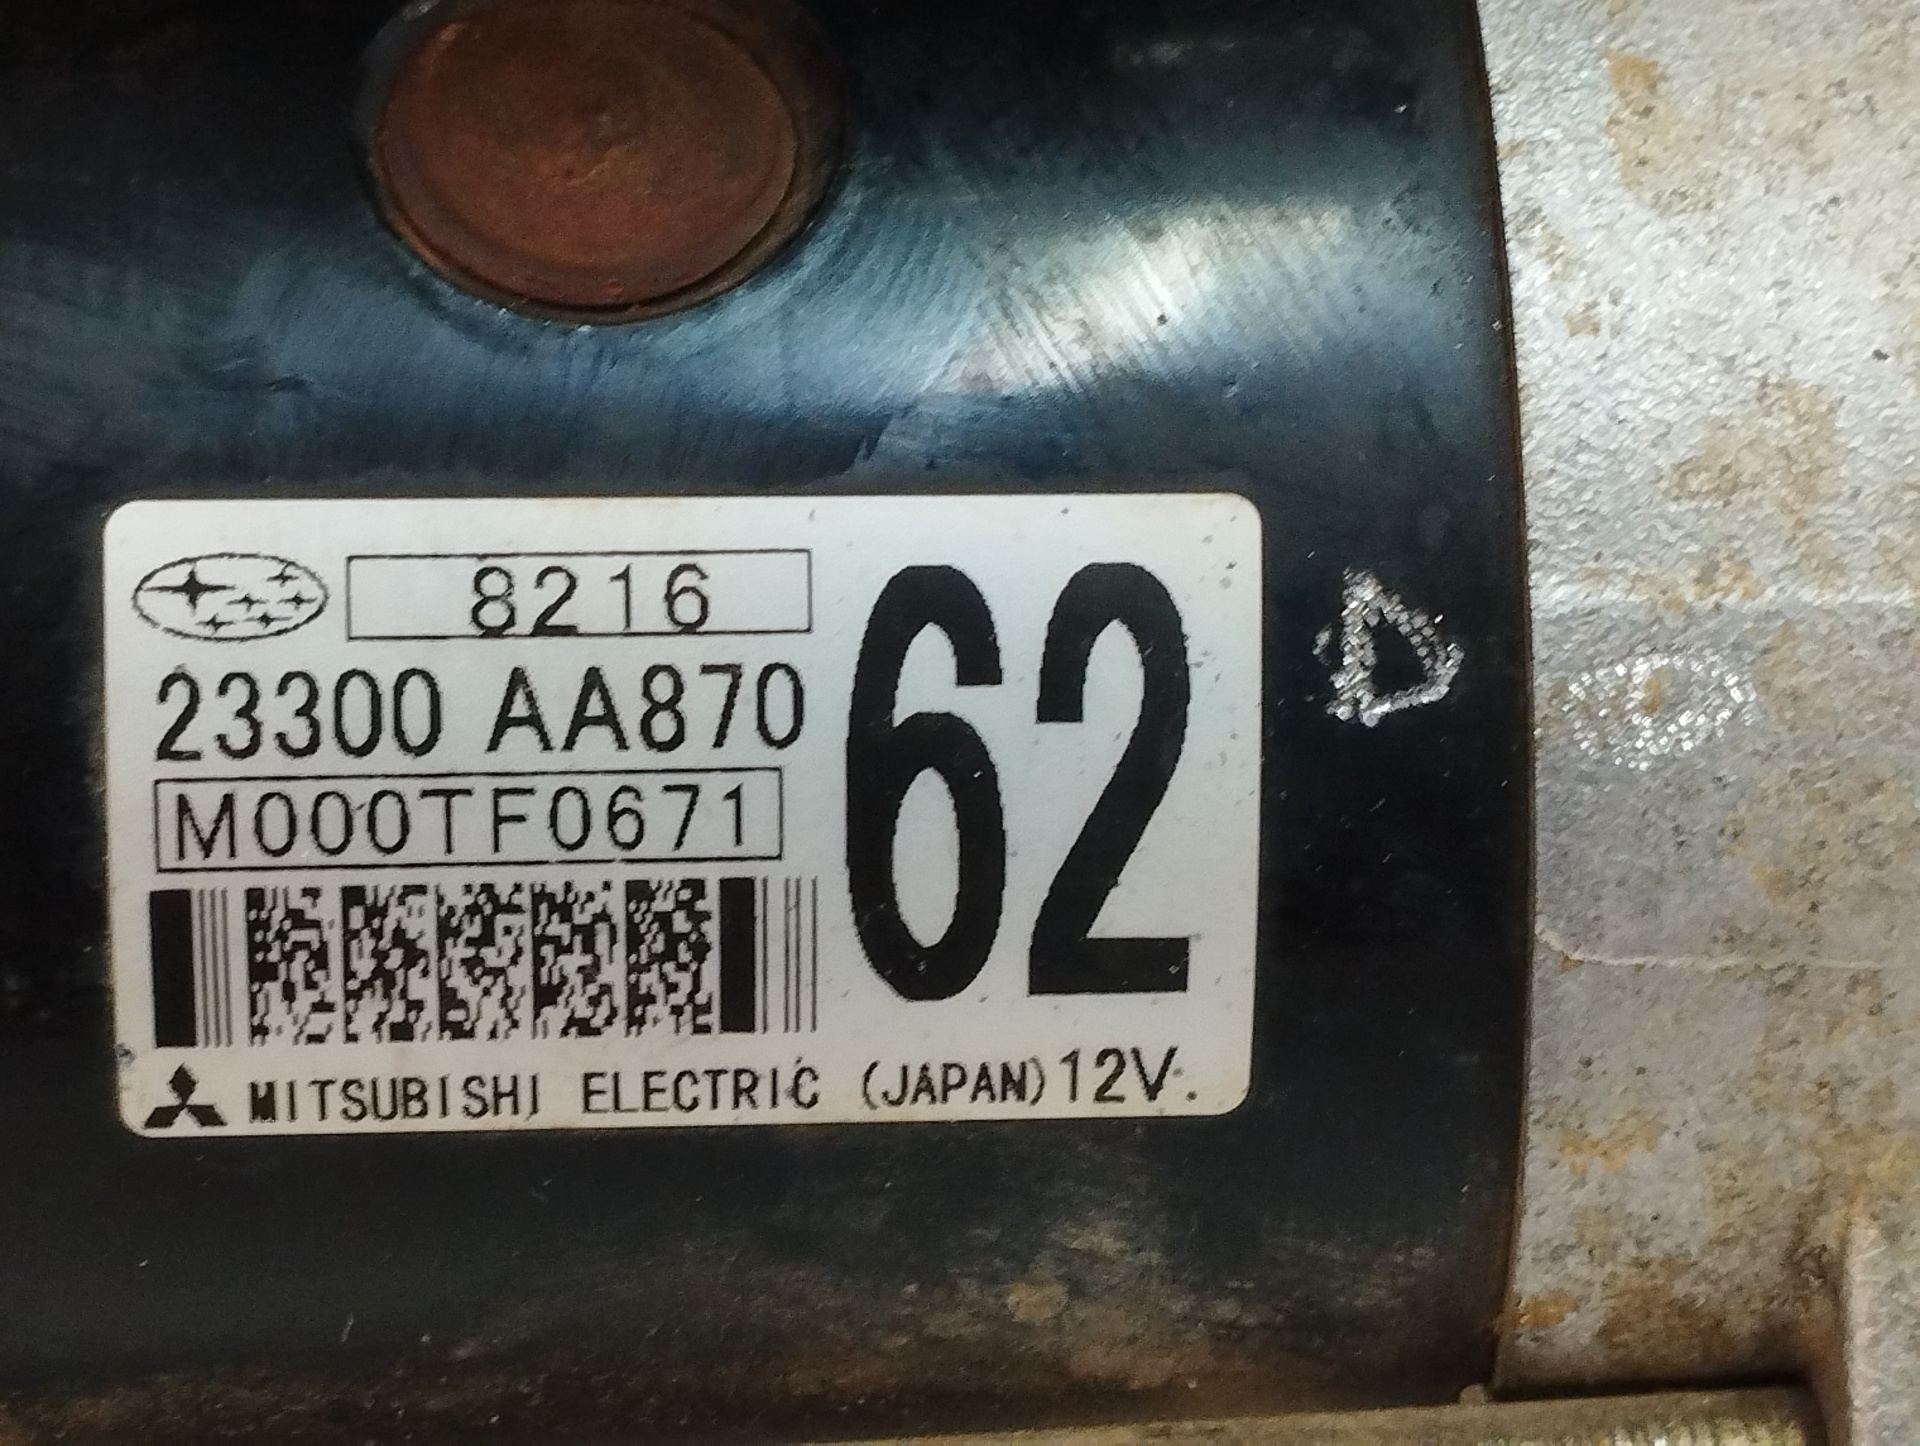 8216
23300 AA870
M000TF0671
62
MITSUBISHI ELECTRIC (JAPAN) 12V.
D